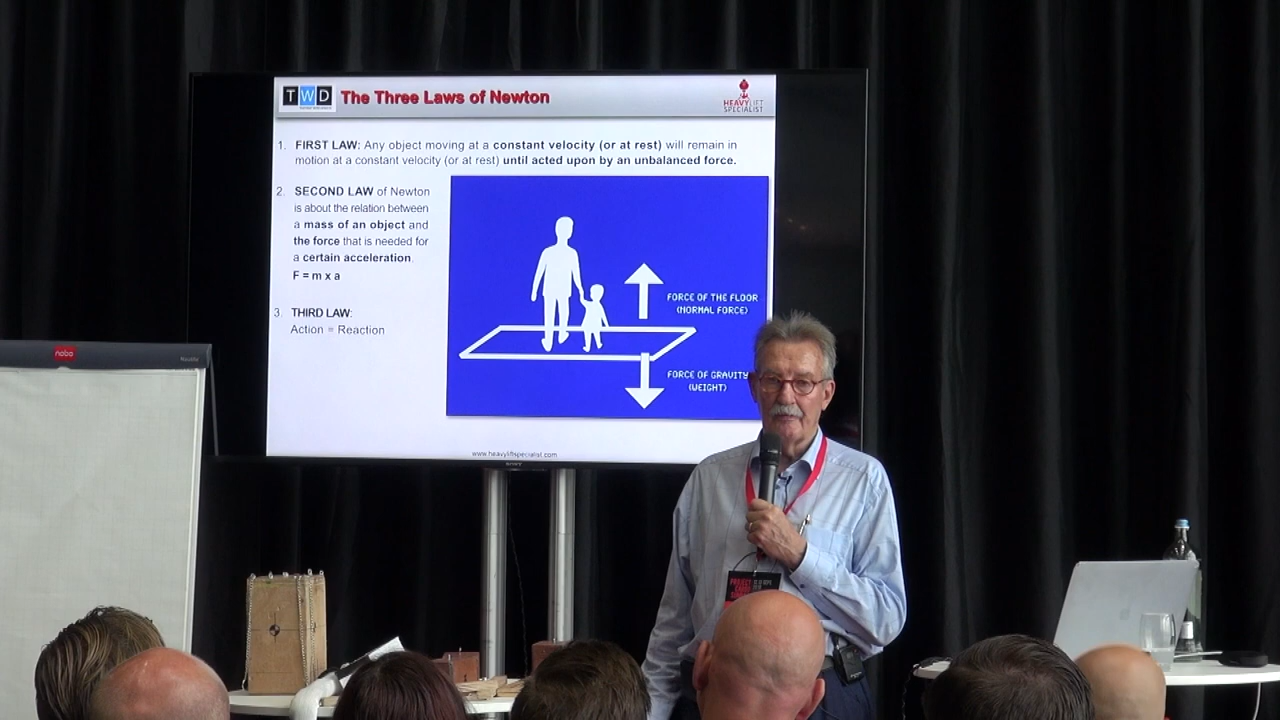 TWD
The Three Laws of Newton
HEAVYLIFT
SPECIALIST
1. FIRST LAW: Any object moving at a constant velocity (or at rest) will remain in
motion at a constant velocity (or at rest) until acted upon by an unbalanced force.
2. SECOND LAW of Newton
is about the relation between
a mass of an object and
the force that is needed for
a certain acceleration.
F = m x a
3. THIRD LAW:
Action = Reaction
FORCE OF THE FLOOR
(NORMAL FORCE)
FORCE OF GRAVITY
(WEIGHT)
www.heavyliftspecialist.com
SONY
nobo
PROJECT